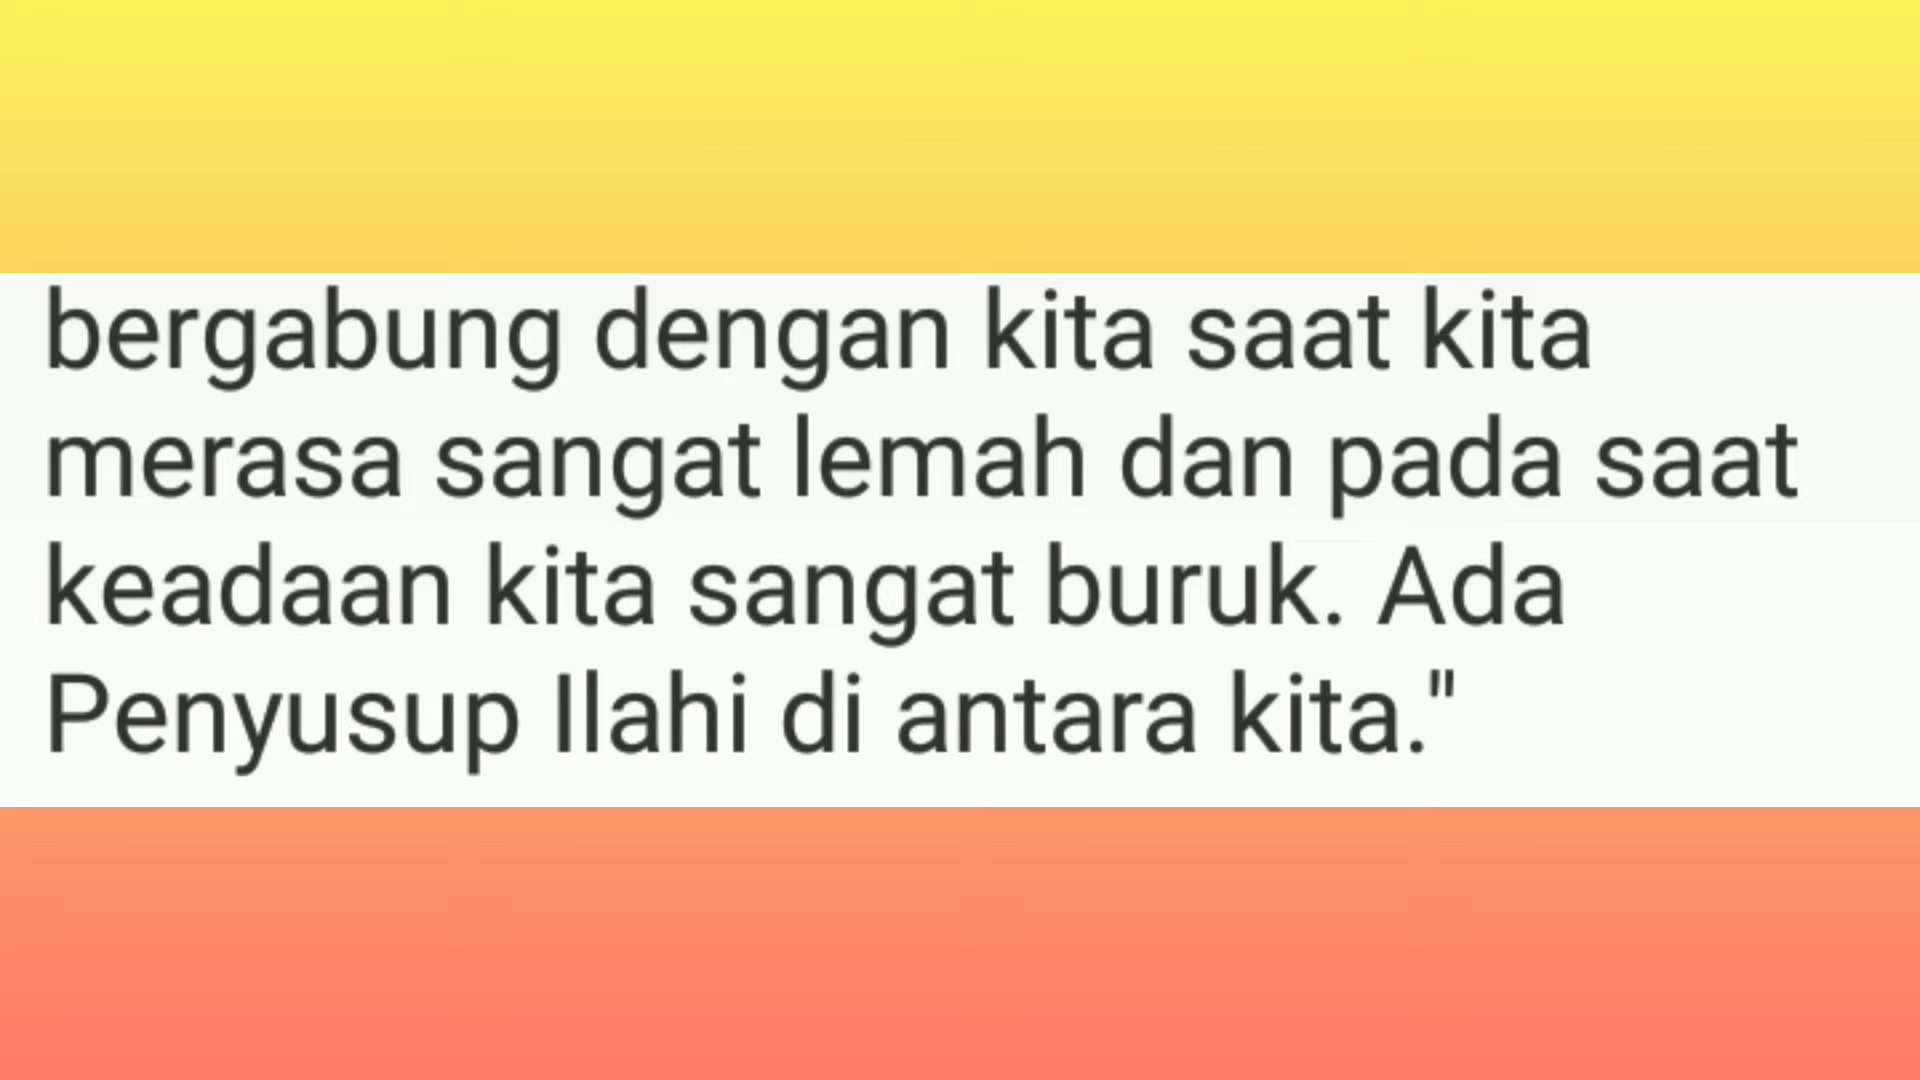 bergabung dengan kita saat kita
merasa sangat lemah dan pada saat
keadaan kita sangat buruk. Ada
Penyusup Ilahi di antara kita."